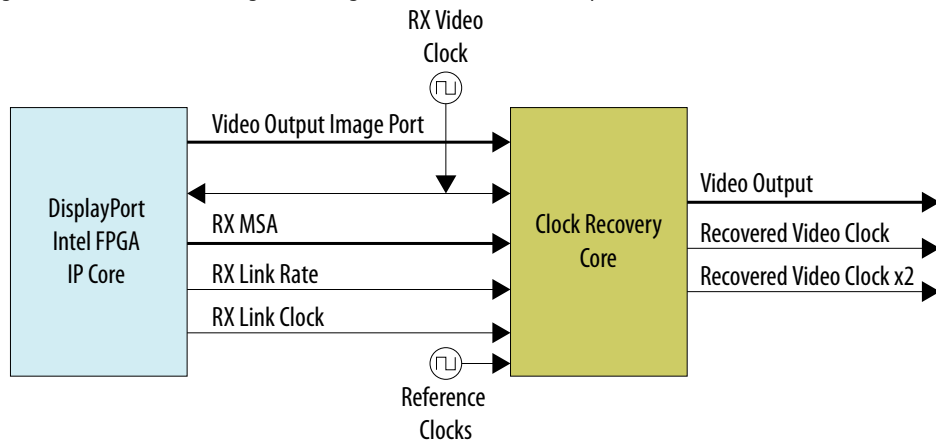 RX Video
Clock
Video Output Image Port
DisplayPort
Intel FPGA
IP Core
RX MSA
RX Link Rate
RX Link Clock
Clock Recovery
Core
Video Output
Recovered Video Clock
Recovered Video Clock x2
Reference
Clocks